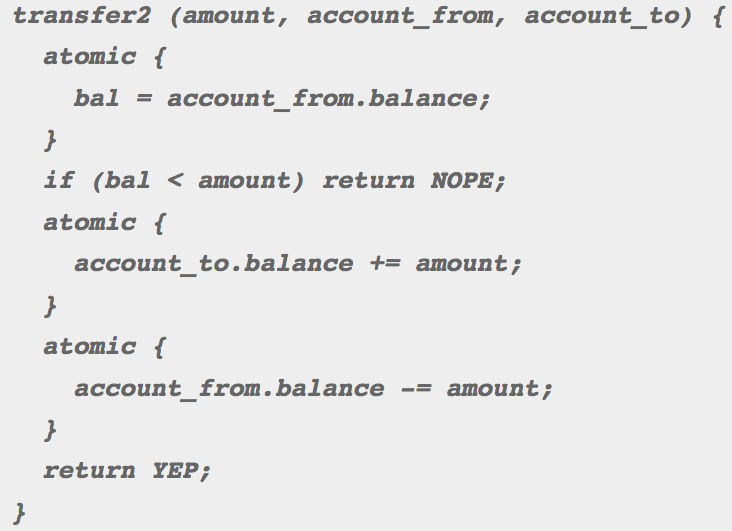 transfer2 (amount, account_from, account_to) {
  atomic {
    bal = account_from.balance;
  }
  if (bal < amount) return NOPE;
  atomic {
    account_to.balance += amount;
  }
  atomic {
    account_from.balance -= amount;
  }
  return YEP;
}